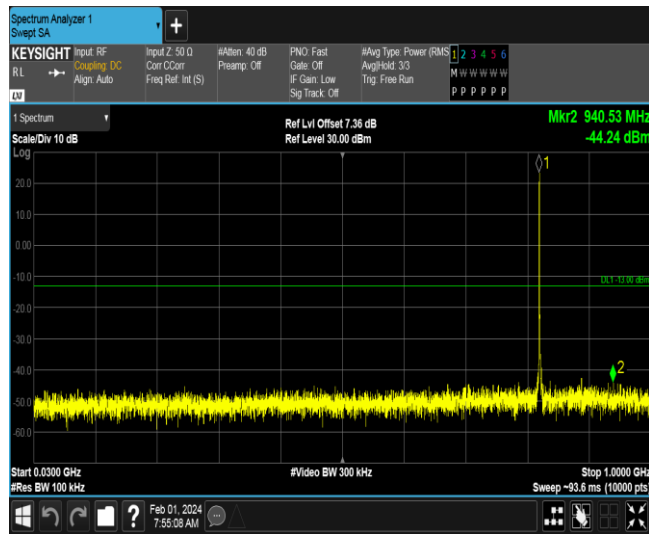 Spectrum Analyzer 1
Swept SA
+
KEYSIGHT
RL
LXI
Input: RF
Coupling: DC
Align: Auto
Input Z: 50 Ω
Corr CCorr
Freq Ref: Int (S)
#Atten: 40 dB
Preamp: Off
PNO: Fast
Gate: Off
IF Gain: Low
Sig Track: Off
#Avg Type: Power (RMS
Avg|Hold: 3/3
Trig: Free Run
1 2 3 4 5 6
M W W W W W
P P P P P P
1 Spectrum
Scale/Div 10 dB
Log
Ref Lvl Offset 7.36 dB
Ref Level 30.00 dBm
Mkr2 940.53 MHz
-44.24 dBm
1
20.0
10.0
0.00
-10.0
DL1 -13.00 dBm
-20.0
-30.0
-40.0
2
-50.0
-60.0
Start 0.0300 GHz
#Video BW 300 kHz
Stop 1.0000 GHz
#Res BW 100 kHz
Sweep ~93.6 ms (10000 pts)
?
Feb 01, 2024
7:55:08 AM